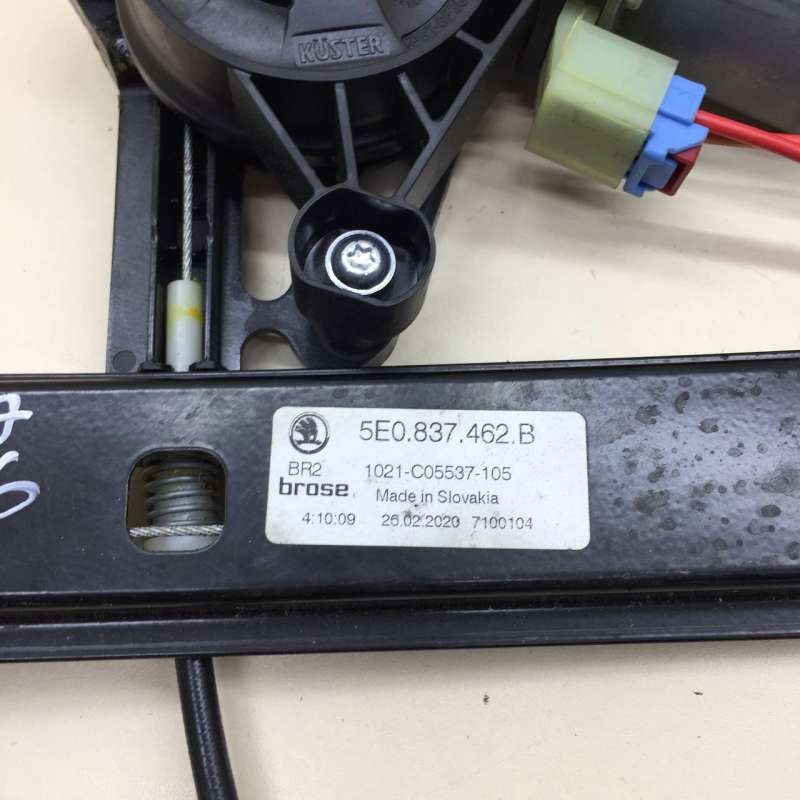 KÜSTER
5E0.837.462.B
BR2 1021-C05537-105
brose Made in Slovakia
4:10:09 26.02.2020 7100104